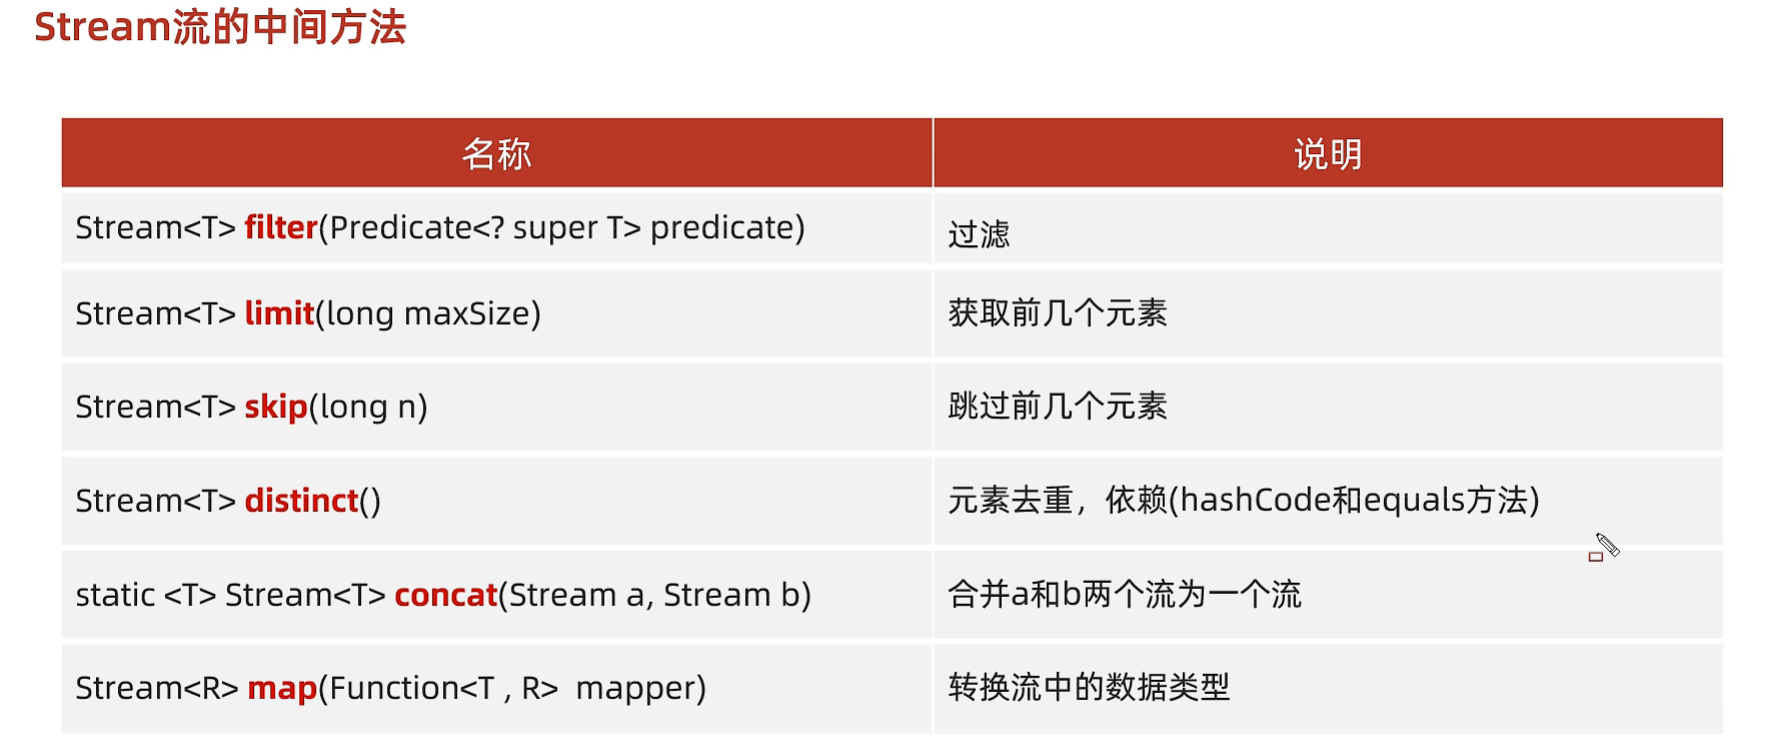 Stream流的中间方法
名称 说明
Stream<T> filter(Predicate<? super T> predicate) 过滤
Stream<T> limit(long maxSize) 获取前几个元素
Stream<T> skip(long n) 跳过前几个元素
Stream<T> distinct() 元素去重，依赖(hashCode和equals方法)
static <T> Stream<T> concat(Stream a, Stream b) 合并a和b两个流为一个流
Stream<R> map(Function<T , R>  mapper) 转换流中的数据类型